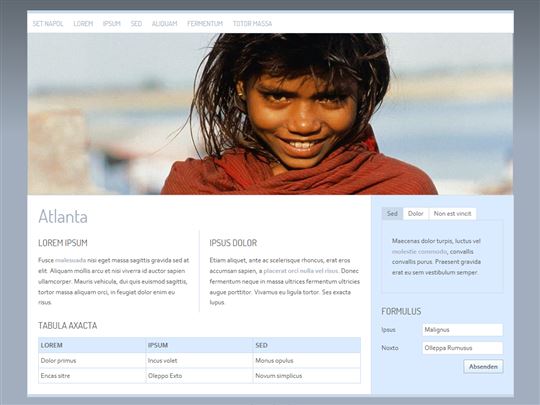 SET NAPOL LOREM IPSUM SED ALIQUAM FERMENTUM TOTOR MASSA
Atlanta
LOREM IPSUM
Fusce malesuada nisi eget massa sagittis gravida sed at
elit. Aliquam mollis arcu et nisi viverra id auctor sapien
ullamcorper. Mauris vehicula, dui quis euismod sagittis,
tortor massa aliquam orci, in feugiat dolor enim eu
risus.
IPSUS DOLOR
Etiam aliquet, ante ac scelerisque rhoncus, erat eros
accumsan sapien, a placerat orci nulla vel risus. Donec
fermentum neque in massa ultrices fermentum ultricies
augue porttitor. Vivamus eu ligula tortor. Ses exacta
lupus.
TABULA AXACTA
LOREM IPSUM SED
Dolor primus Incus volet Monus opulus
Encas sitre Oleppo Exto Novum simplicus
Sed Dolor Non est vincit
Maecenas dolor turpis, luctus vel
molestie commodo, convallis
convallis purus. Praesent gravida
erat eu sem vestibulum semper.
FORMULUS
Ipsus Malignus
Noxto Olleppa Rumusus
Absenden